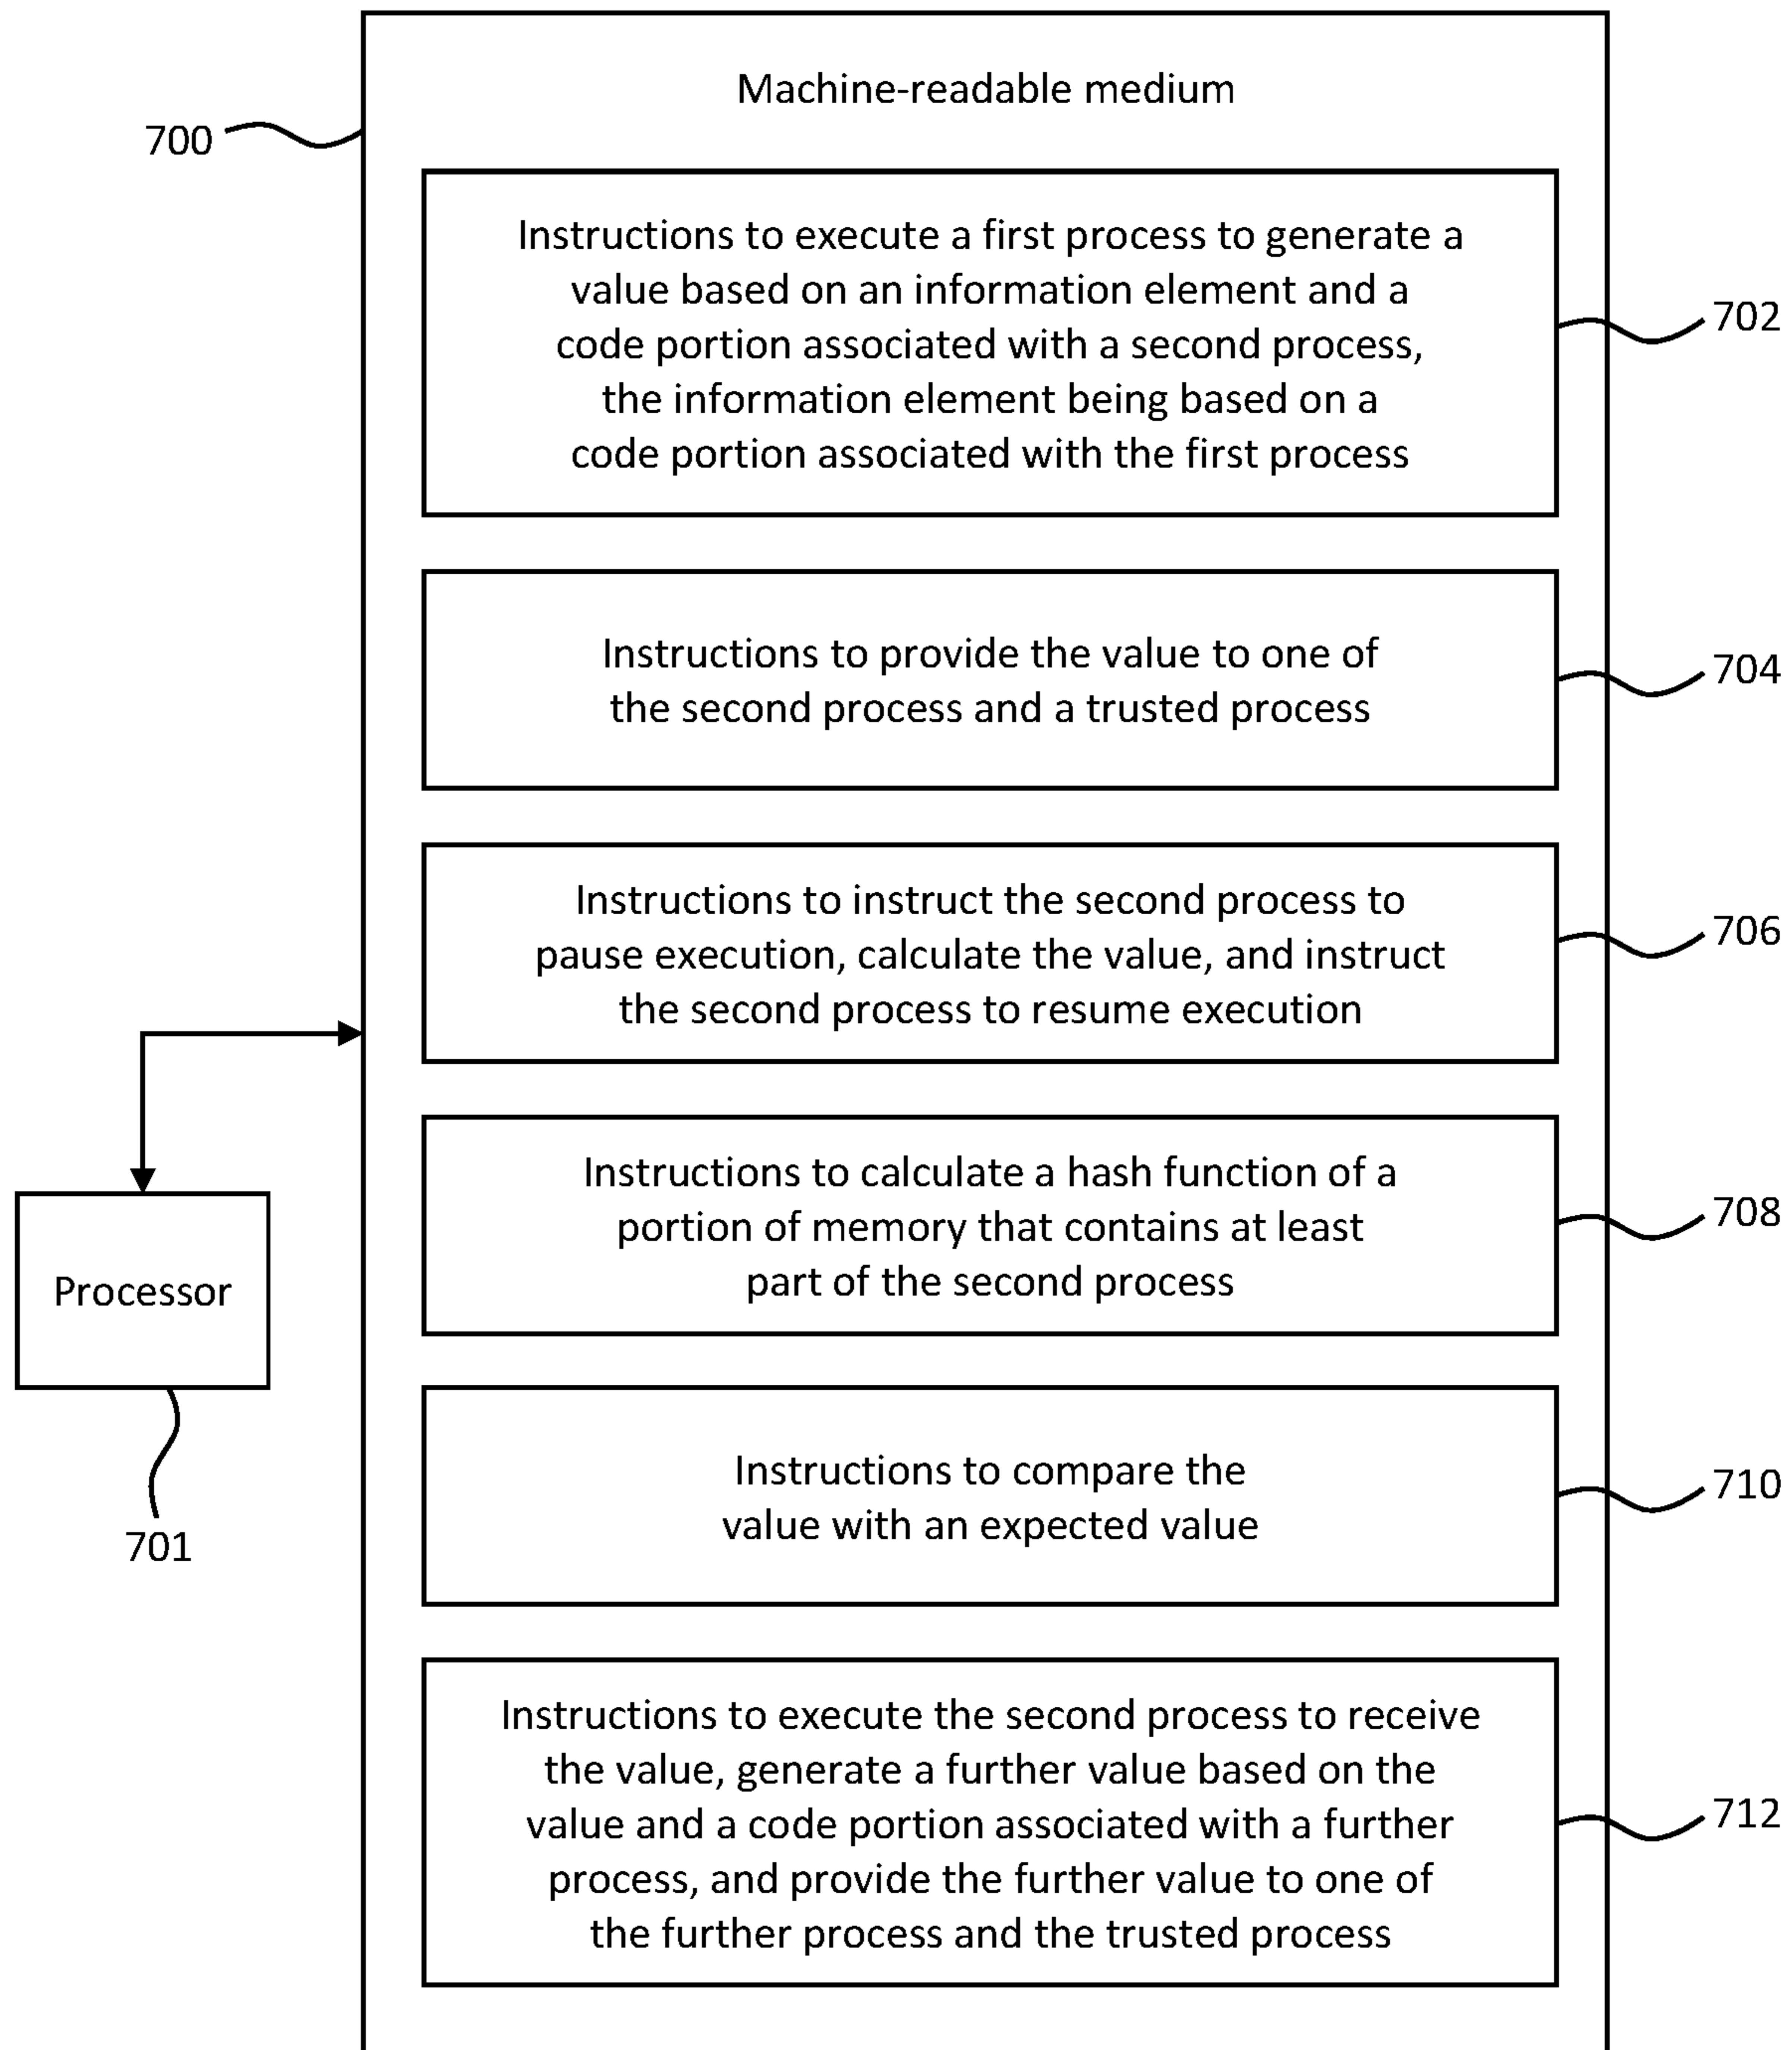 Machine-readable medium
700
Instructions to execute a first process to generate a
value based on an information element and a
code portion associated with a second process,
the information element being based on a
code portion associated with the first process
702
Instructions to provide the value to one of
the second process and a trusted process
704
Instructions to instruct the second process to
pause execution, calculate the value, and instruct
the second process to resume execution
706
Instructions to calculate a hash function of a
portion of memory that contains at least
part of the second process
708
Processor
701
Instructions to compare the
value with an expected value
710
Instructions to execute the second process to receive
the value, generate a further value based on the
value and a code portion associated with a further
process, and provide the further value to one of
the further process and the trusted process
712